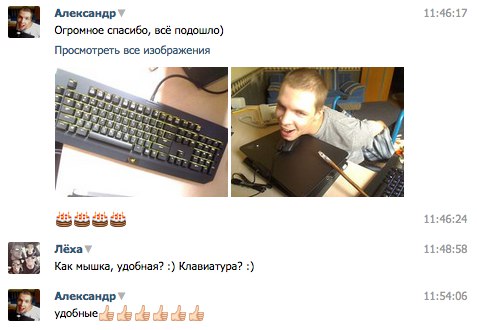 Александр 11:46:17
Огромное спасибо, всё подошло)
Просмотреть все изображения
11:46:24
Лёха 11:48:58
Как мышка, удобная? :) Клавиатура? :)
Александр 11:54:06
удобные